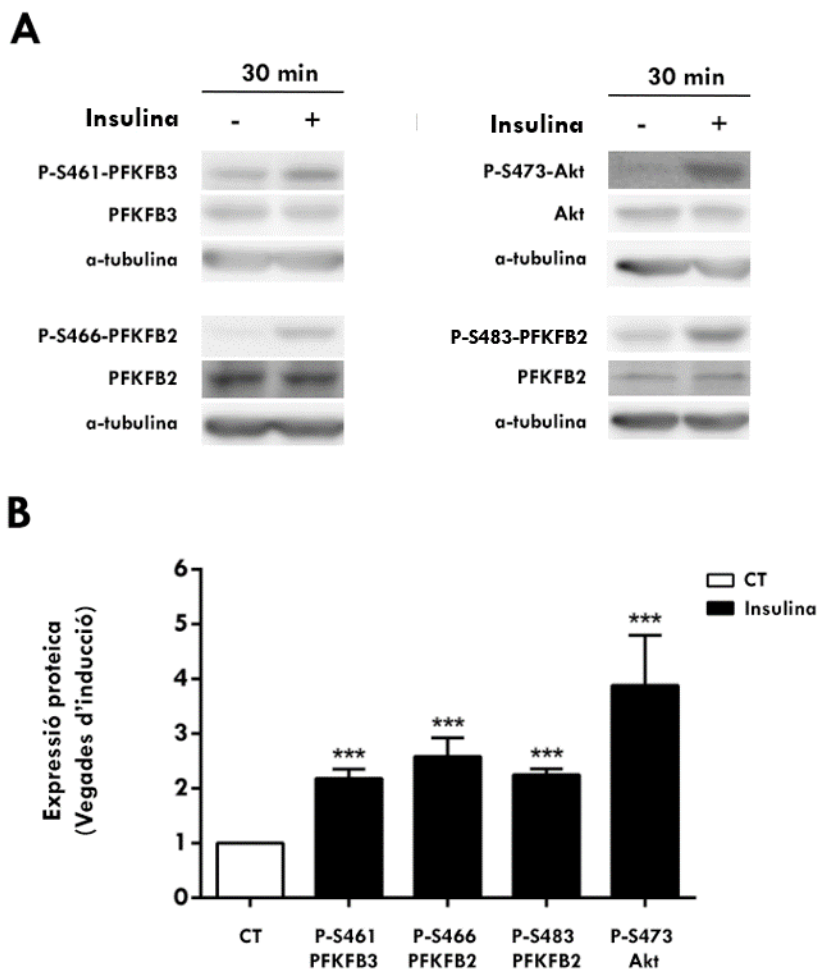 A
30 min
Insulina - +
P-S461-PFKFB3
PFKFB3
α-tubulina
P-S466-PFKFB2
PFKFB2
α-tubulina
30 min
Insulina - +
P-S473-Akt
Akt
α-tubulina
P-S483-PFKFB2
PFKFB2
α-tubulina
B
Expressió proteica
(Vegades d'inducció)
6
5
4
3
2
1
0
***
***
***
***
CT
Insulina
CT
P-S461
PFKFB3
P-S466
PFKFB2
P-S483
PFKFB2
P-S473
Akt